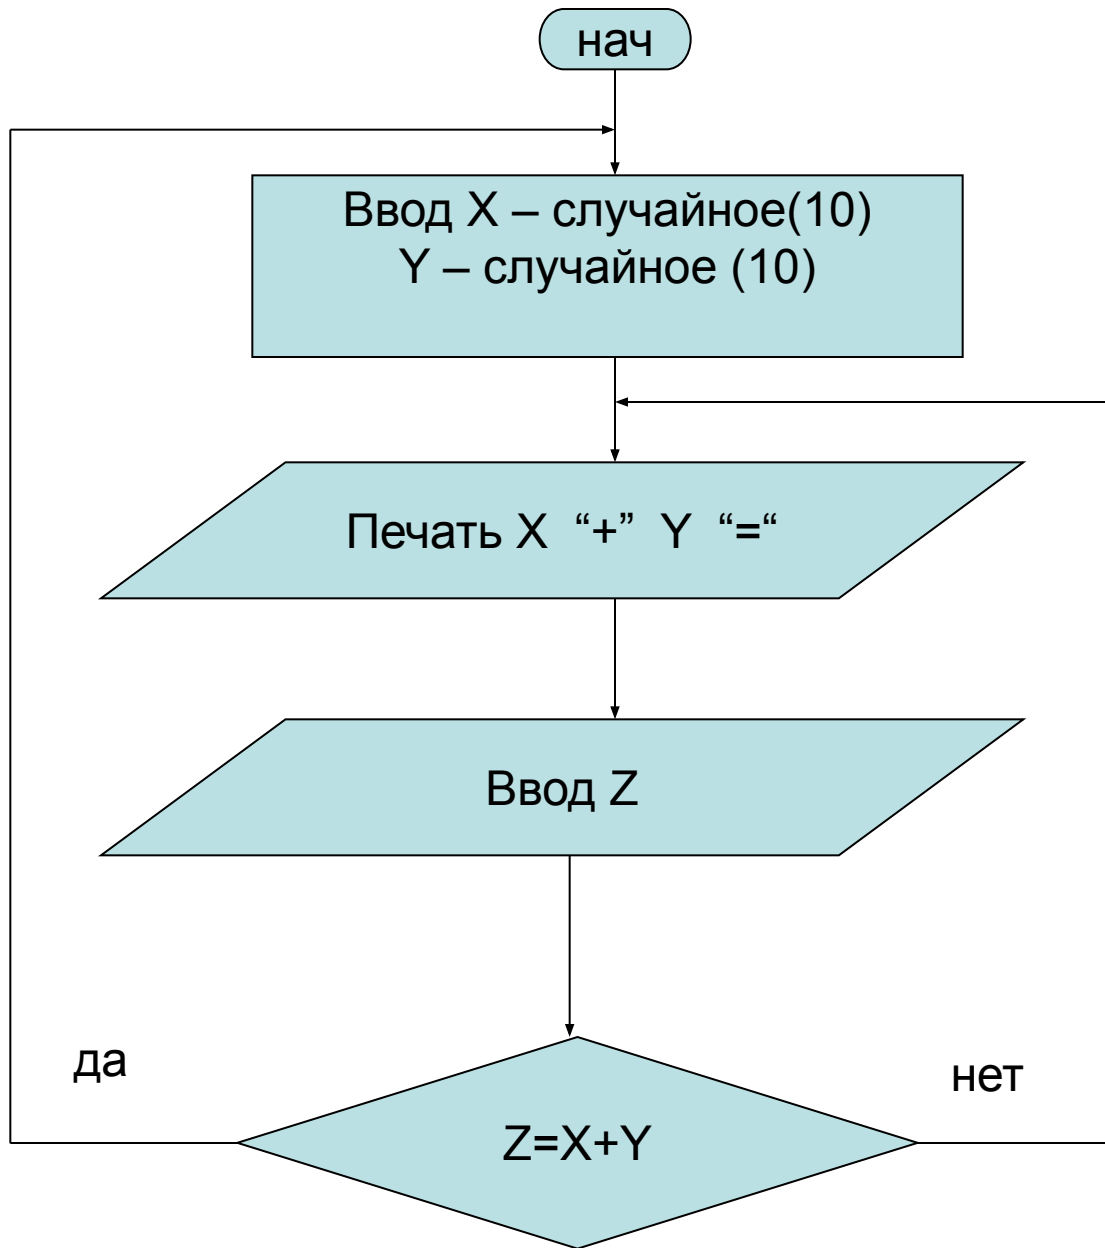 нач
Ввод X – случайное(10)
Y – случайное (10)
Печать X “+” Y “=“
Ввод Z
да
нет
Z=X+Y